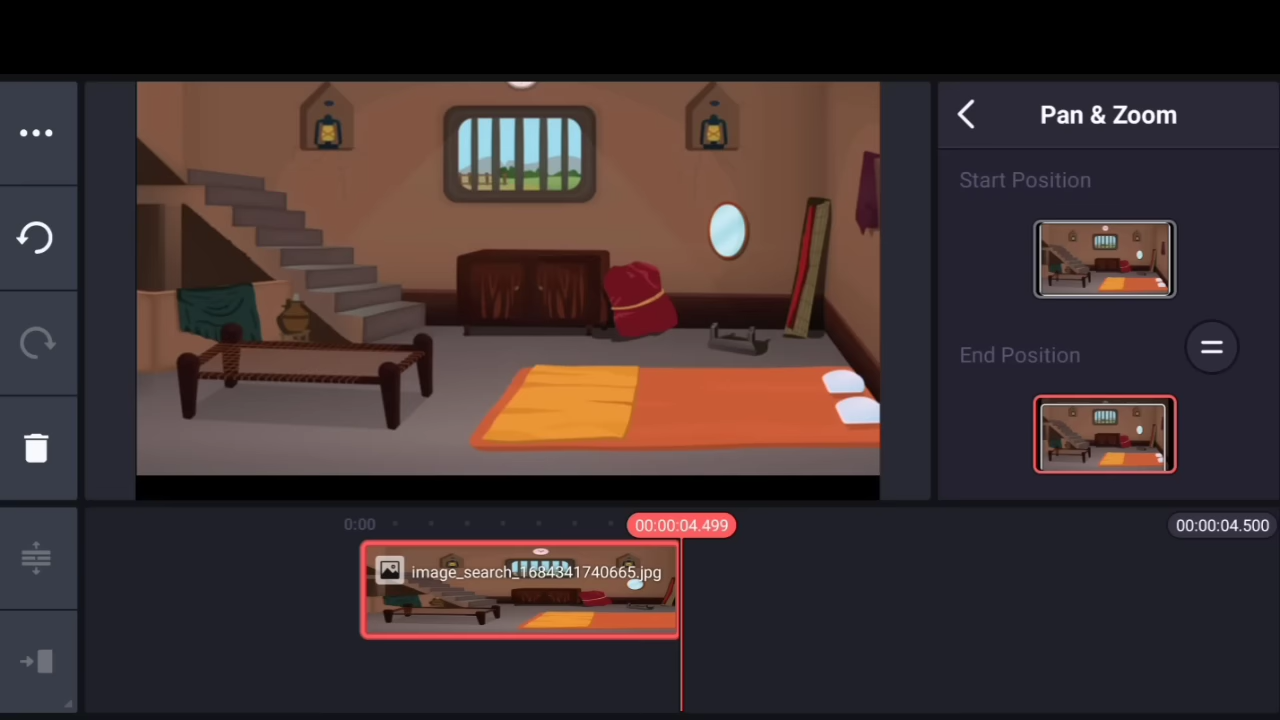 Pan & Zoom
Start Position
End Position
0:00
00:00:04.499
00:00:04.500
image_search_1684341740665.jpg